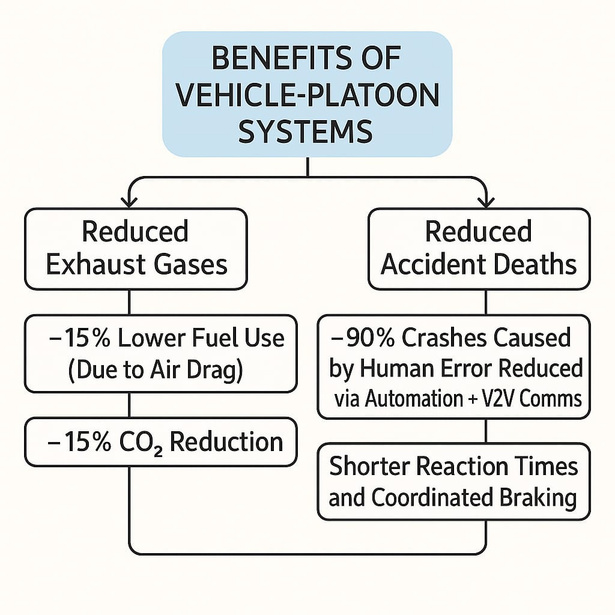 BENEFITS OF
VEHICLE-PLATOON
SYSTEMS
Reduced
Exhaust Gases
–15% Lower Fuel Use
(Due to Air Drag)
–15% CO₂ Reduction
Reduced
Accident Deaths
–90% Crashes Caused
by Human Error Reduced
via Automation + V2V Comms
Shorter Reaction Times
and Coordinated Braking